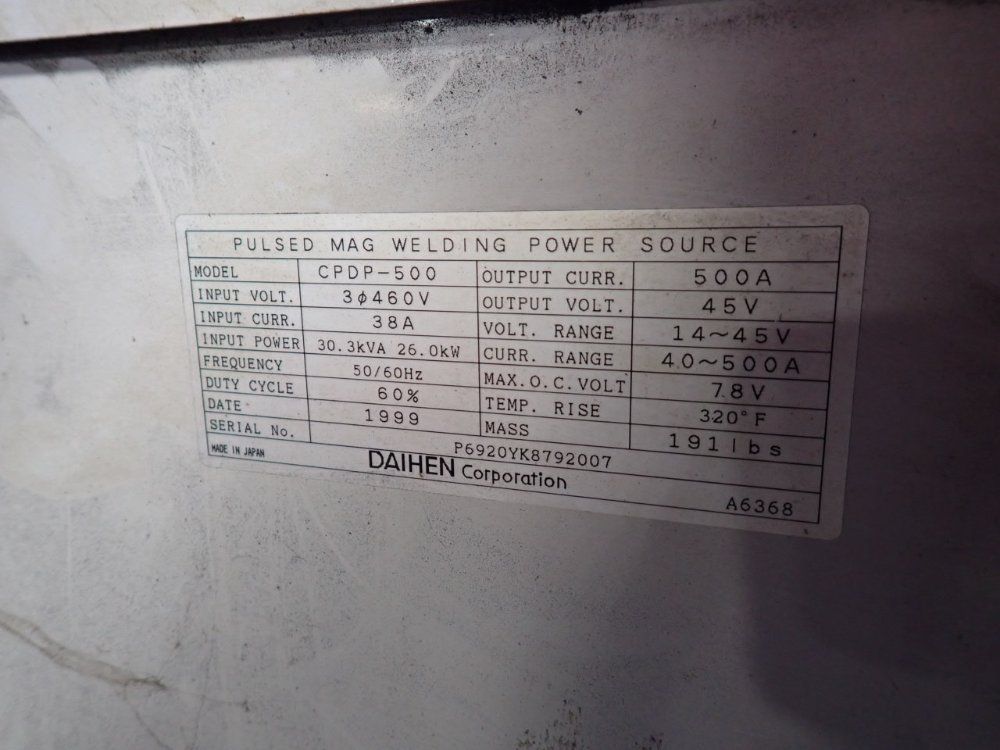 PULSED MAG WELDING POWER SOURCE
MODEL CPDP-500 OUTPUT CURR. 500A
INPUT VOLT. 3ϕ460V OUTPUT VOLT. 45V
INPUT CURR. 38A VOLT. RANGE 14~45V
INPUT POWER 30.3kVA 26.0kW CURR. RANGE 40~500A
FREQUENCY 50/60Hz MAX.O.C.VOLT 78V
DUTY CYCLE 60% TEMP. RISE 320°F
DATE 1999 MASS 191lbs
SERIAL No. P6920YK8792007
MADE IN JAPAN DAIHEN Corporation A6368